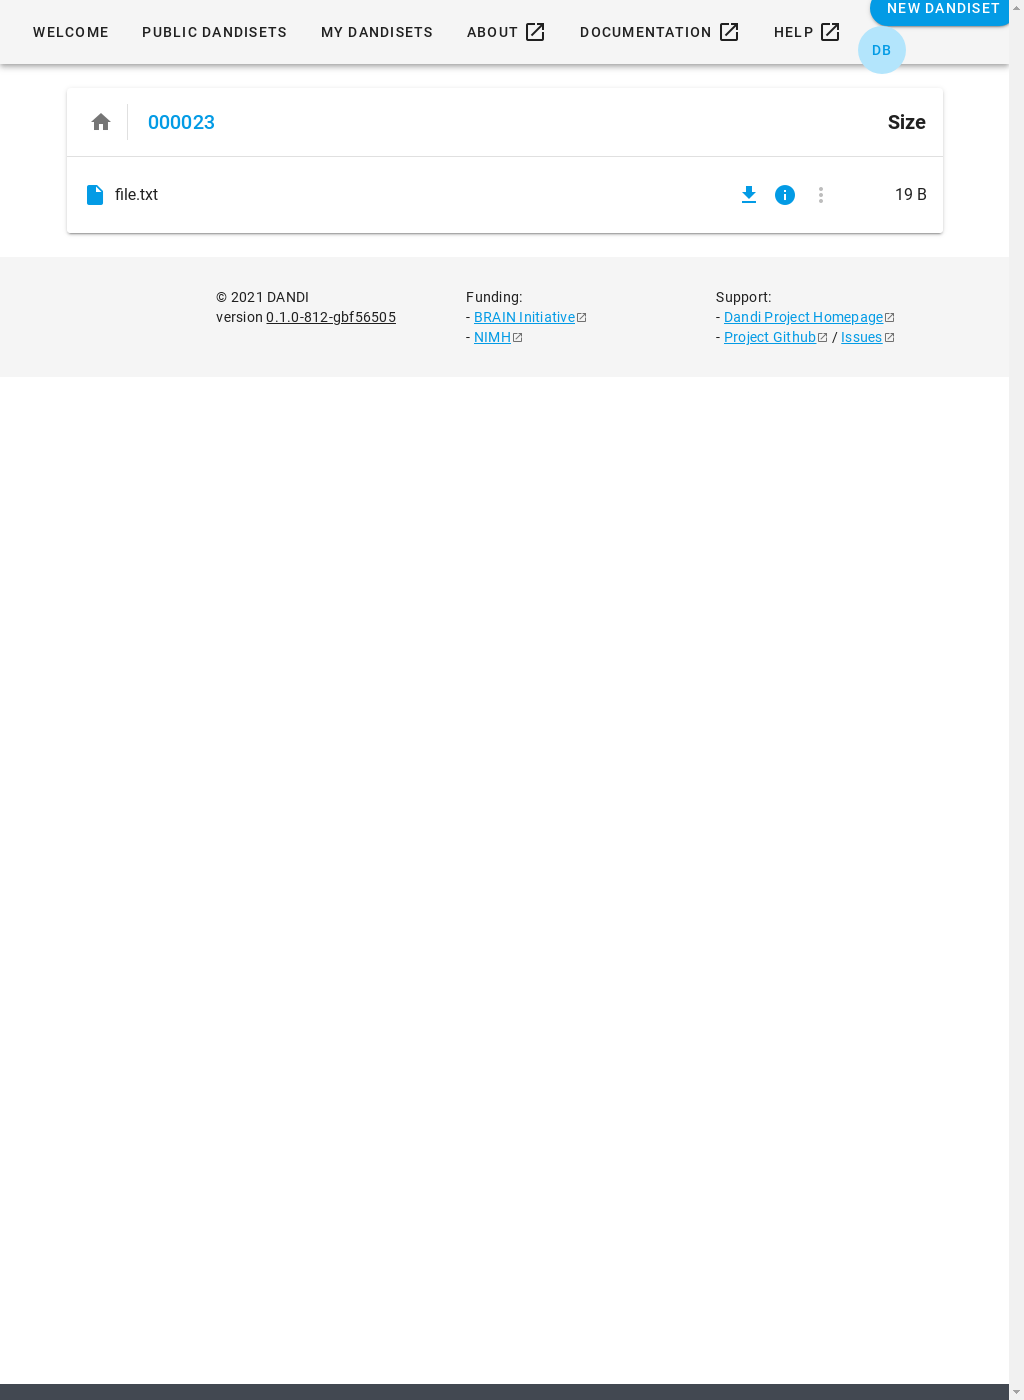 NEW DANDISET
WELCOME PUBLIC DANDISETS MY DANDISETS ABOUT DOCUMENTATION HELP
DB
000023 Size
file.txt 19 B
© 2021 DANDI
version 0.1.0-812-gbf56505
Funding:
- BRAIN Initiative
- NIMH
Support:
- Dandi Project Homepage
- Project Github / Issues